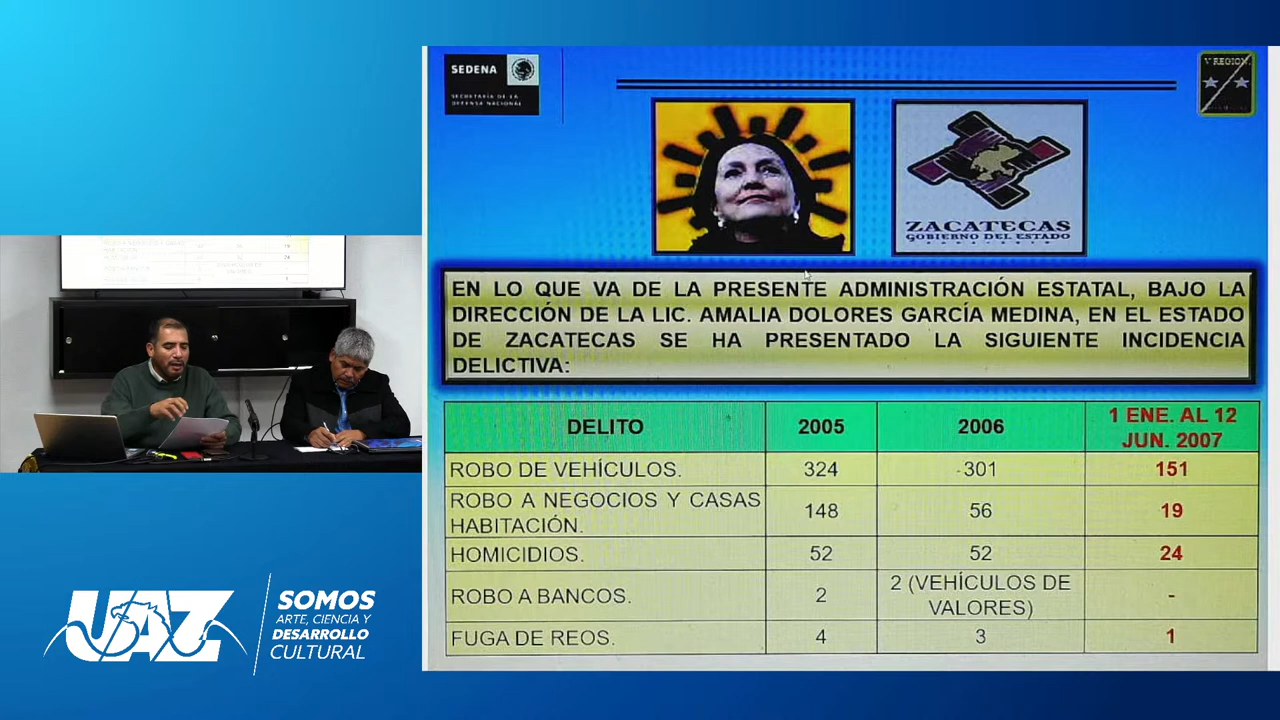 SEDENA
SECRETARÍA DE LA
DEFENSA NACIONAL
V REGION.
ZACATECAS
GOBIERNO DEL ESTADO
EN LO QUE VA DE LA PRESENTE ADMINISTRACIÓN ESTATAL, BAJO LA
DIRECCIÓN DE LA LIC. AMALIA DOLORES GARCÍA MEDINA, EN EL ESTADO
DE ZACATECAS SE HA PRESENTADO LA SIGUIENTE INCIDENCIA
DELICTIVA:
DELITO 2005 2006 1 ENE. AL 12 JUN. 2007
ROBO DE VEHÍCULOS. 324 301 151
ROBO A NEGOCIOS Y CASAS HABITACIÓN. 148 56 19
HOMICIDIOS. 52 52 24
ROBO A BANCOS. 2 2 (VEHÍCULOS DE VALORES) -
FUGA DE REOS. 4 3 1
UAZ
SOMOS
ARTE, CIENCIA Y
DESARROLLO
CULTURAL